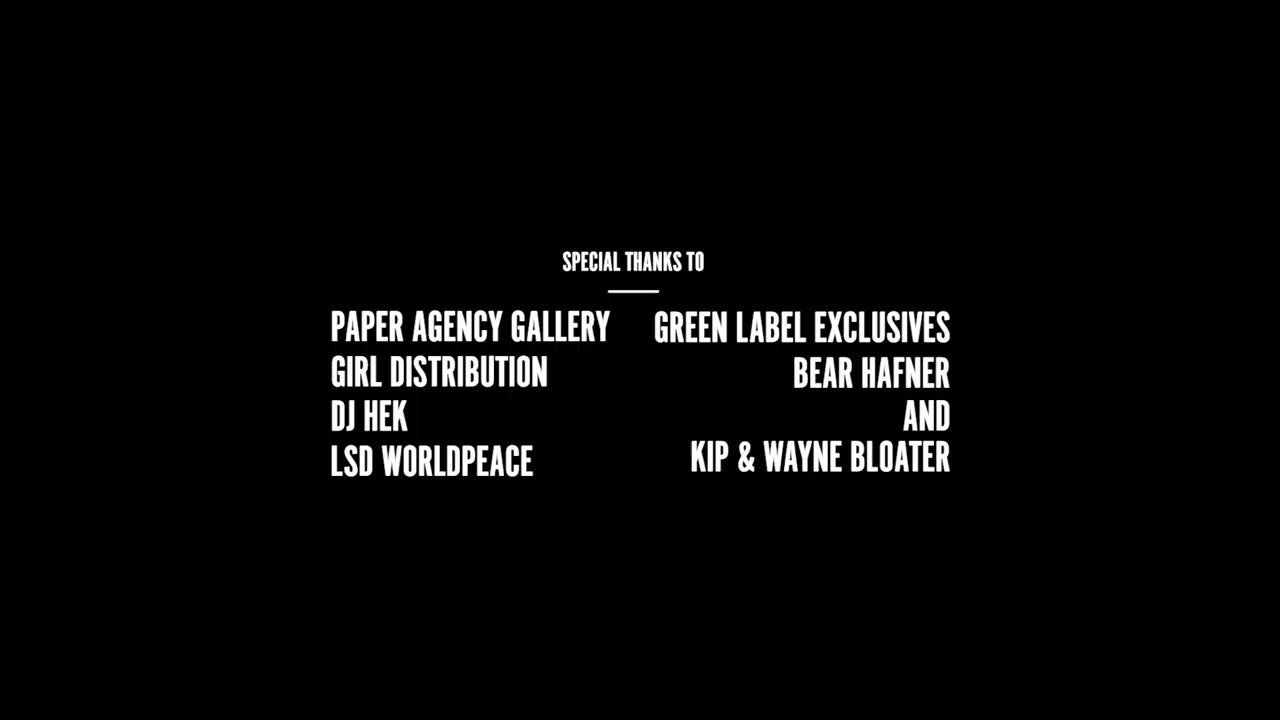 SPECIAL THANKS TO
PAPER AGENCY GALLERY
GIRL DISTRIBUTION
DJ HEK
LSD WORLDPEACE
GREEN LABEL EXCLUSIVES
BEAR HAFNER
AND
KIP & WAYNE BLOATER